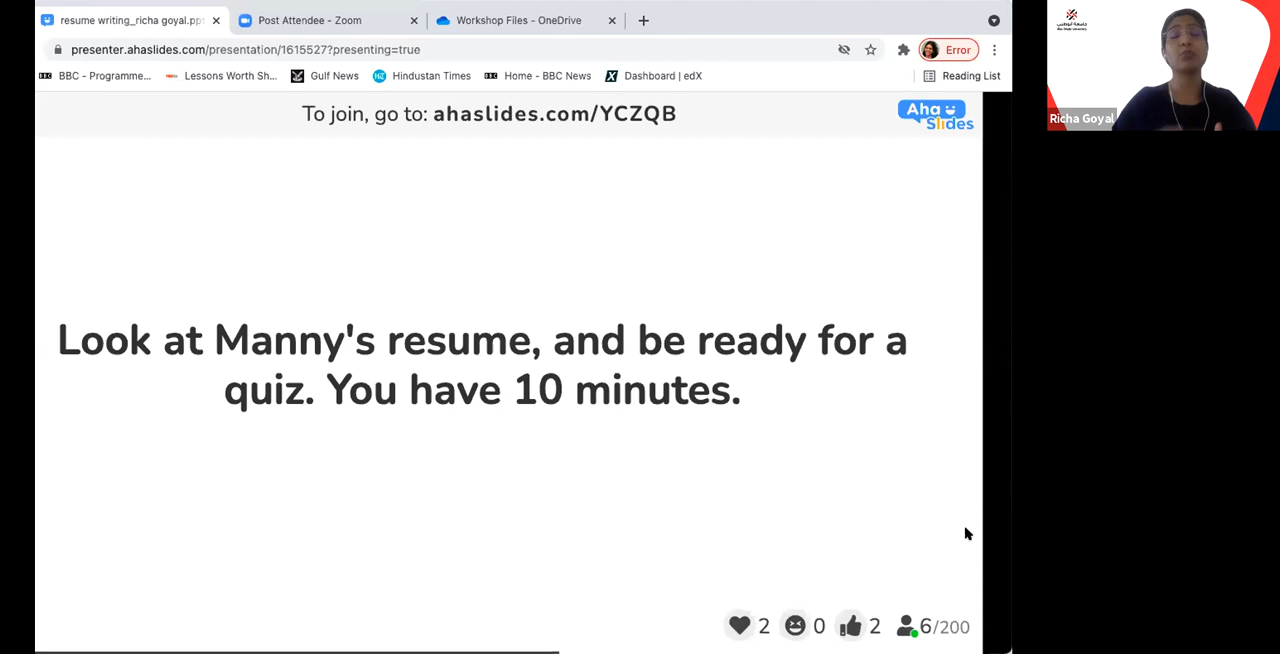 resume writing_richa goyal.ppt
Post Attendee - Zoom
Workshop Files - OneDrive
presenter.ahaslides.com/presentation/1615527?presenting=true
Error
BBC - Programme...
Lessons Worth Sh...
Gulf News
Hindustan Times
Home - BBC News
Dashboard | edX
Reading List
To join, go to: ahaslides.com/YCZQB
Aha
Slides
Richa Goyal
Look at Manny's resume, and be ready for a
quiz. You have 10 minutes.
2 0 2 6/200